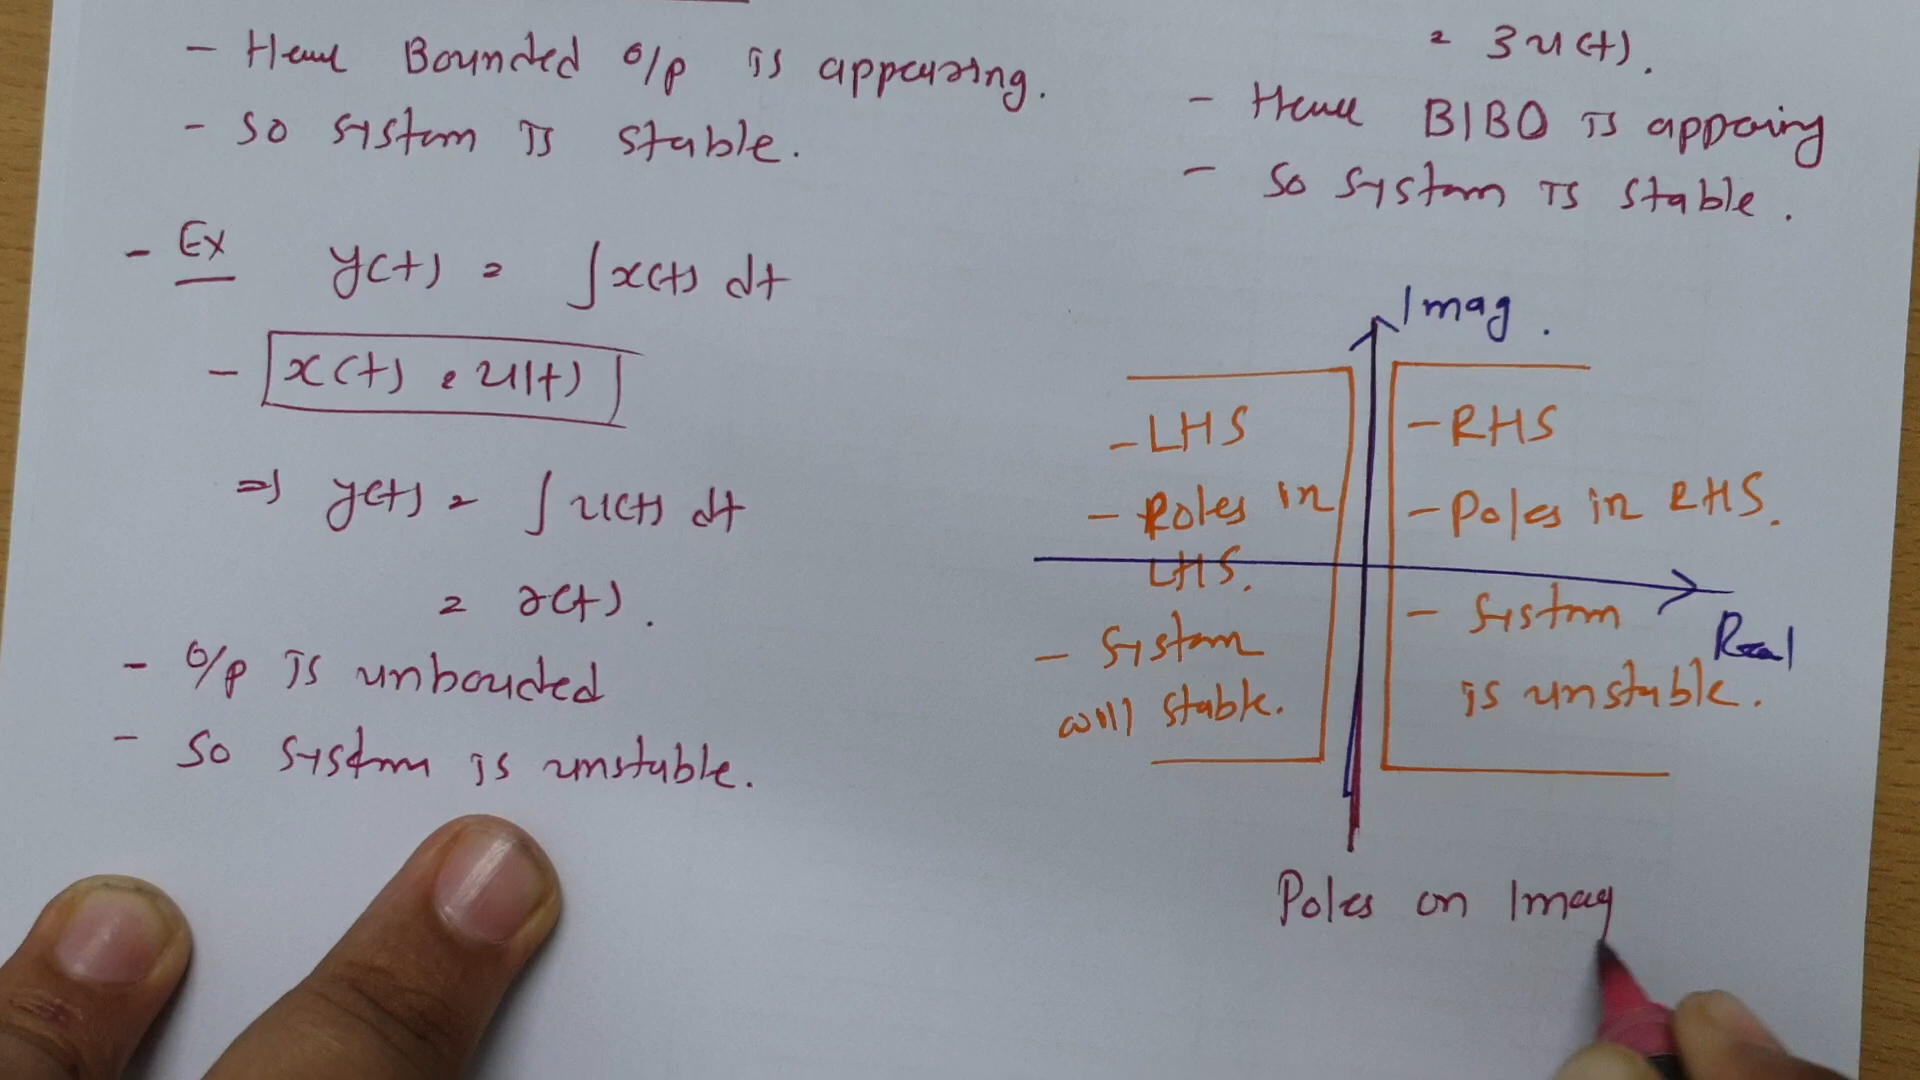 - Hence Bounded o/p is appearing.
- so system is stable.
- Ex y(t) = ∫x(t) dt
- x(t) = u(t)
⇒ y(t) = ∫u(t) dt
= r(t).
- o/p is unbouded
- so system is unstable.
= 3u(t).
- Hence BIBO is appearing
- so system is stable.
Imag.
- LHS
- Poles in
LHS.
- system
will stable.
- RHS
- Poles in RHS.
- system
is unstable.
Real
Poles on Imag